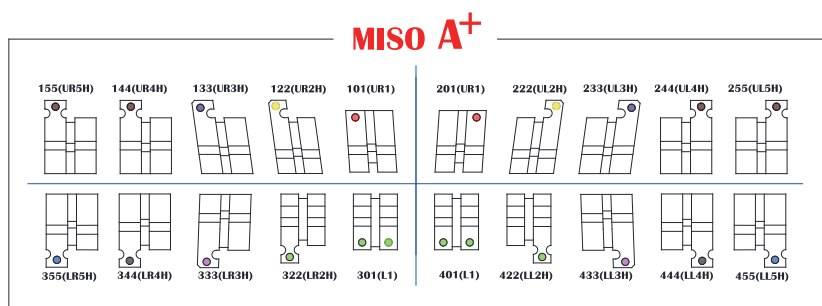 MISO A+
155(UR5H) 144(UR4H) 133(UR3H) 122(UR2H) 101(UR1) 201(UR1) 222(UL2H) 233(UL3H) 244(UL4H) 255(UL5H)
355(LR5H) 344(LR4H) 333(LR3H) 322(LR2H) 301(L1) 401(L1) 422(LL2H) 433(LL3H) 444(LL4H) 455(LL5H)